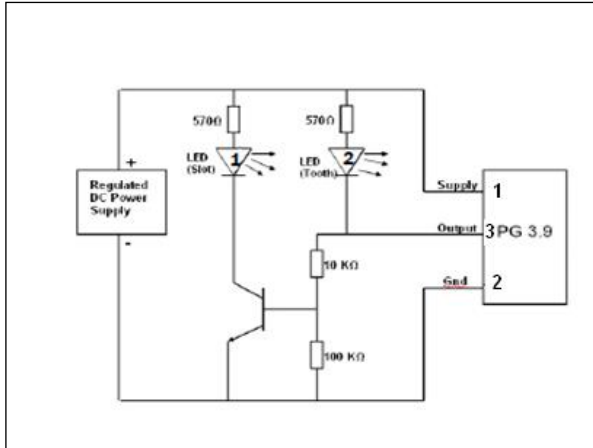 570Ω
570Ω
LED
(Slot)
1
LED
(Tooth)
2
+
Regulated
DC Power
Supply
-
Supply
1
Output
3
PG 3.9
10 KΩ
Gnd
2
100 KΩ